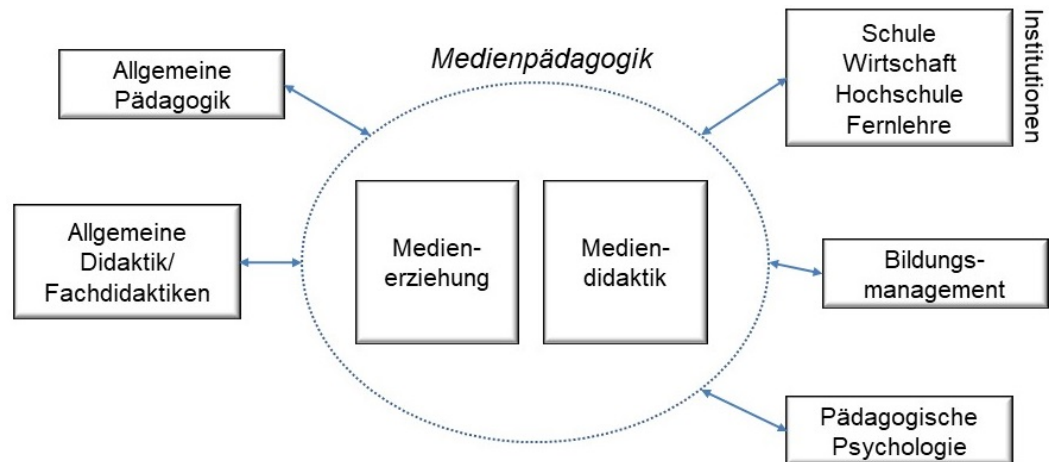 Medienpädagogik
Allgemeine
Pädagogik
Schule
Wirtschaft
Hochschule
Fernlehre
Institutionen
Allgemeine
Didaktik/
Fachdidaktiken
Medien-
erziehung
Medien-
didaktik
Bildungs-
management
Pädagogische
Psychologie